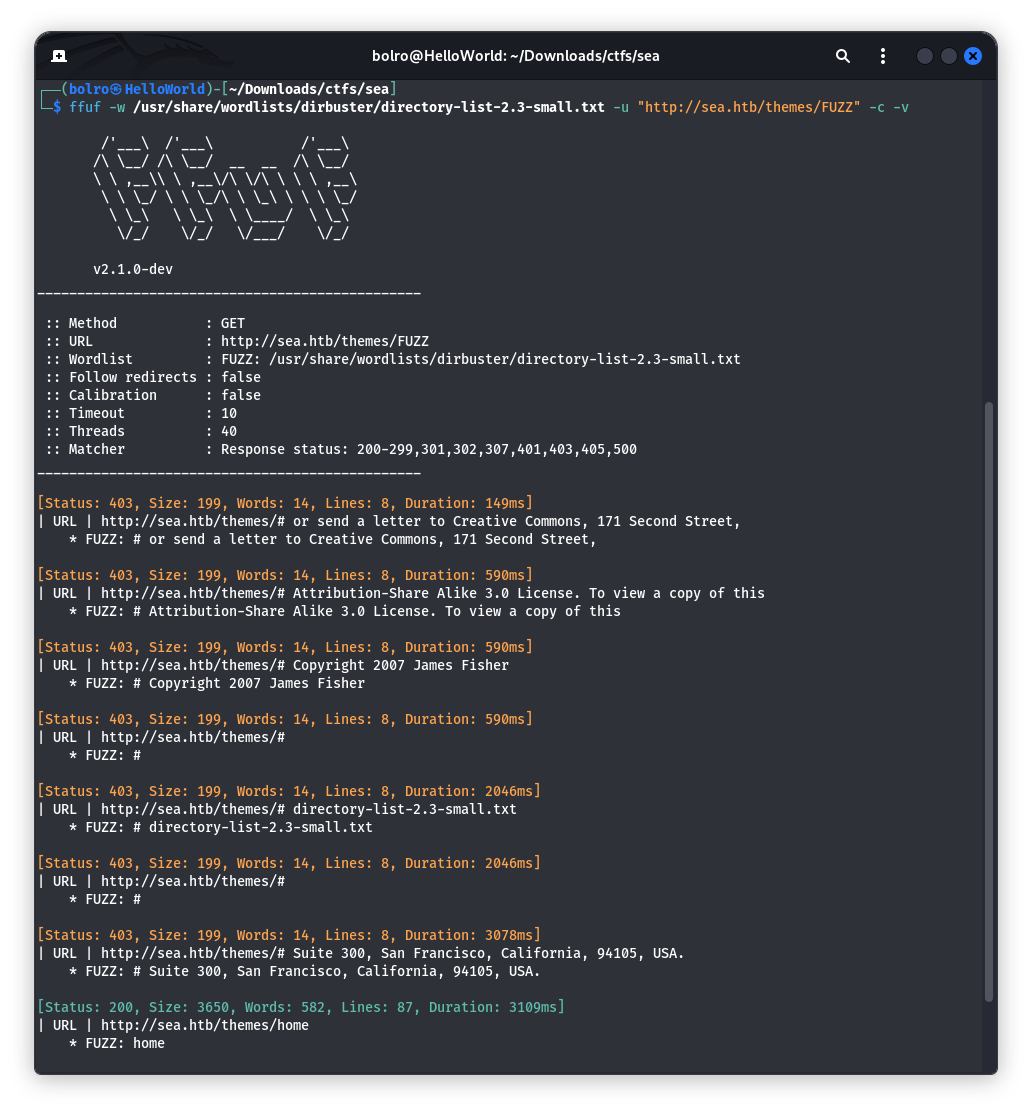 bolro@HelloWorld: ~/Downloads/ctfs/sea
┌──(bolro㉿HelloWorld)-[~/Downloads/ctfs/sea]
└─$ ffuf -w /usr/share/wordlists/dirbuster/directory-list-2.3-small.txt -u "http://sea.htb/themes/FUZZ" -c -v
        /'___\  /'___\           /'___\
       /\ \__/ /\ \__/  __  __  /\ \__/
       \ \ ,__\\ \ ,__\/\ \/\ \ \ \ ,__\
        \ \ \_/ \ \ \_/\ \ \_\ \ \ \ \_/
         \ \_\   \ \_\  \ \____/  \ \_\
          \/_/    \/_/   \/___/    \/_/
       v2.1.0-dev
________________________________________________
 :: Method           : GET
 :: URL              : http://sea.htb/themes/FUZZ
 :: Wordlist         : FUZZ: /usr/share/wordlists/dirbuster/directory-list-2.3-small.txt
 :: Follow redirects : false
 :: Calibration      : false
 :: Timeout          : 10
 :: Threads          : 40
 :: Matcher          : Response status: 200-299,301,302,307,401,403,405,500
________________________________________________
[Status: 403, Size: 199, Words: 14, Lines: 8, Duration: 149ms]
| URL | http://sea.htb/themes/# or send a letter to Creative Commons, 171 Second Street,
    * FUZZ: # or send a letter to Creative Commons, 171 Second Street,
[Status: 403, Size: 199, Words: 14, Lines: 8, Duration: 590ms]
| URL | http://sea.htb/themes/# Attribution-Share Alike 3.0 License. To view a copy of this
    * FUZZ: # Attribution-Share Alike 3.0 License. To view a copy of this
[Status: 403, Size: 199, Words: 14, Lines: 8, Duration: 590ms]
| URL | http://sea.htb/themes/# Copyright 2007 James Fisher
    * FUZZ: # Copyright 2007 James Fisher
[Status: 403, Size: 199, Words: 14, Lines: 8, Duration: 590ms]
| URL | http://sea.htb/themes/#
    * FUZZ: #
[Status: 403, Size: 199, Words: 14, Lines: 8, Duration: 2046ms]
| URL | http://sea.htb/themes/# directory-list-2.3-small.txt
    * FUZZ: # directory-list-2.3-small.txt
[Status: 403, Size: 199, Words: 14, Lines: 8, Duration: 2046ms]
| URL | http://sea.htb/themes/#
    * FUZZ: #
[Status: 403, Size: 199, Words: 14, Lines: 8, Duration: 3078ms]
| URL | http://sea.htb/themes/# Suite 300, San Francisco, California, 94105, USA.
    * FUZZ: # Suite 300, San Francisco, California, 94105, USA.
[Status: 200, Size: 3650, Words: 582, Lines: 87, Duration: 3109ms]
| URL | http://sea.htb/themes/home
    * FUZZ: home